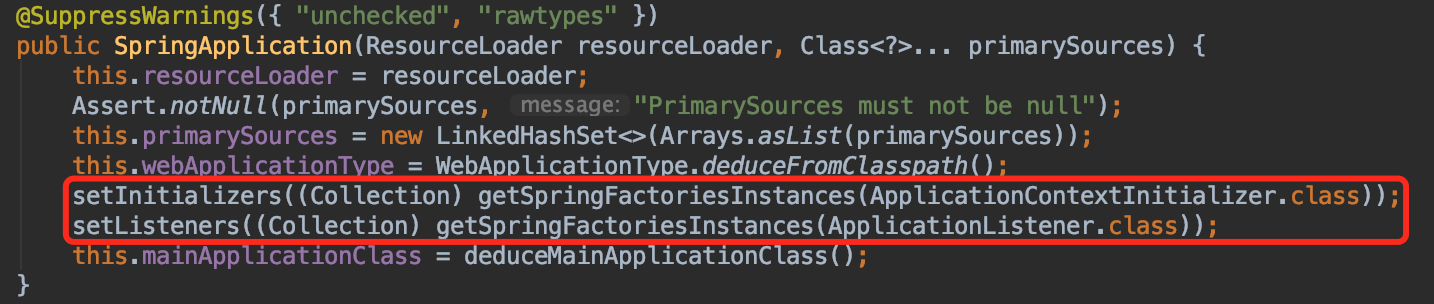 @SuppressWarnings({ "unchecked", "rawtypes" })
public SpringApplication(ResourceLoader resourceLoader, Class<?>... primarySources) {
this.resourceLoader = resourceLoader;
Assert.notNull(primarySources, message: "PrimarySources must not be null");
this.primarySources = new LinkedHashSet<>(Arrays.asList(primarySources));
this.webApplicationType = WebApplicationType.deduceFromClasspath();
setInitializers((Collection) getSpringFactoriesInstances(ApplicationContextInitializer.class));
setListeners((Collection) getSpringFactoriesInstances(ApplicationListener.class));
this.mainApplicationClass = deduceMainApplicationClass();
}